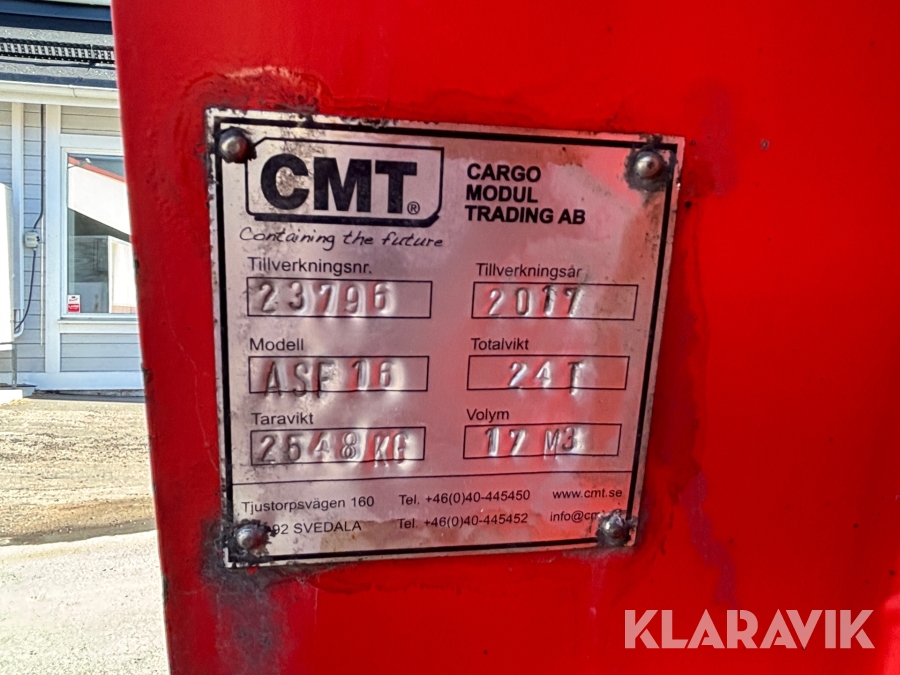 CMT®
CARGO
MODUL
TRADING AB
Containing the future
Tillverkningsnr.
Tillverkningsår
23796
2017
Modell
Totalvikt
ASF 16
24 T
Taravikt
Volym
2548 KG
17 M3
Tjustorpsvägen 160 Tel. +46(0)40-445450 www.cmt.se
92 SVEDALA Tel. +46(0)40-445452
KLARAVIK